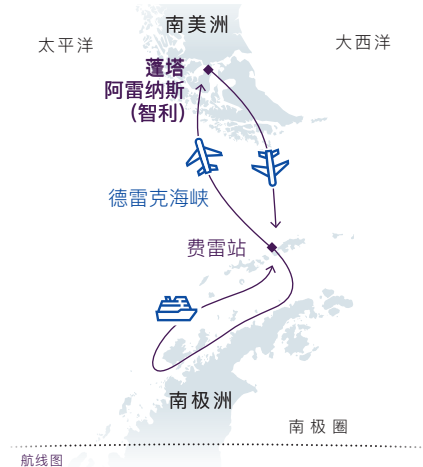 南美洲
太平洋
大西洋
蓬塔
阿雷纳斯
（智利）
德雷克海峡
费雷站
南极洲
南极圈
航线图